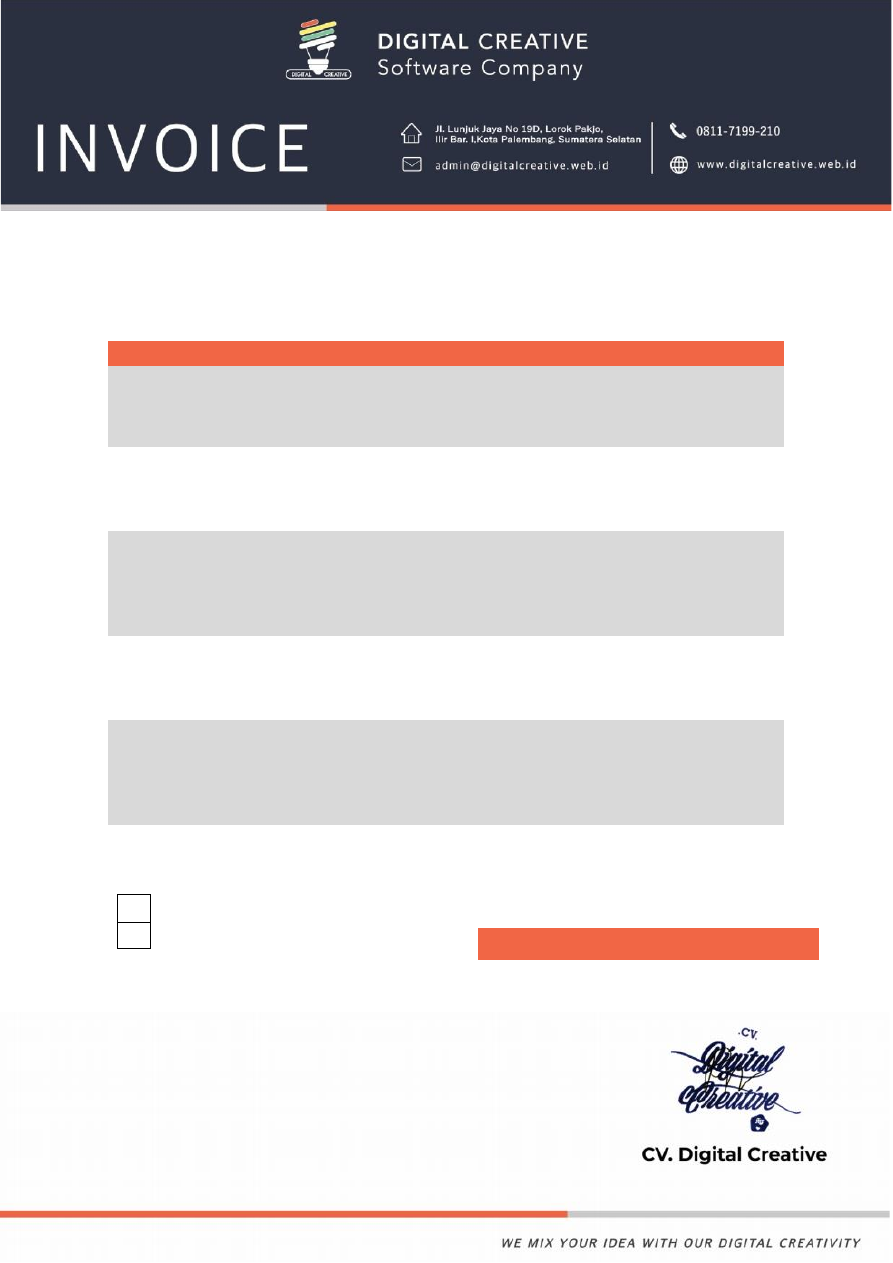 DIGITAL CREATIVE
Software Company
DIGITAL CREATIVE
INVOICE
Jl. Lunjuk Jaya No 19D, Lorok Pakjo,
Ilir Bar. I,Kota Palembang, Sumatera Selatan
admin@digitalcreative.web.id
0811-7199-210
www.digitalcreative.web.id
.CV.
Digital
Creative
CV. Digital Creative
WE MIX YOUR IDEA WITH OUR DIGITAL CREATIVITY